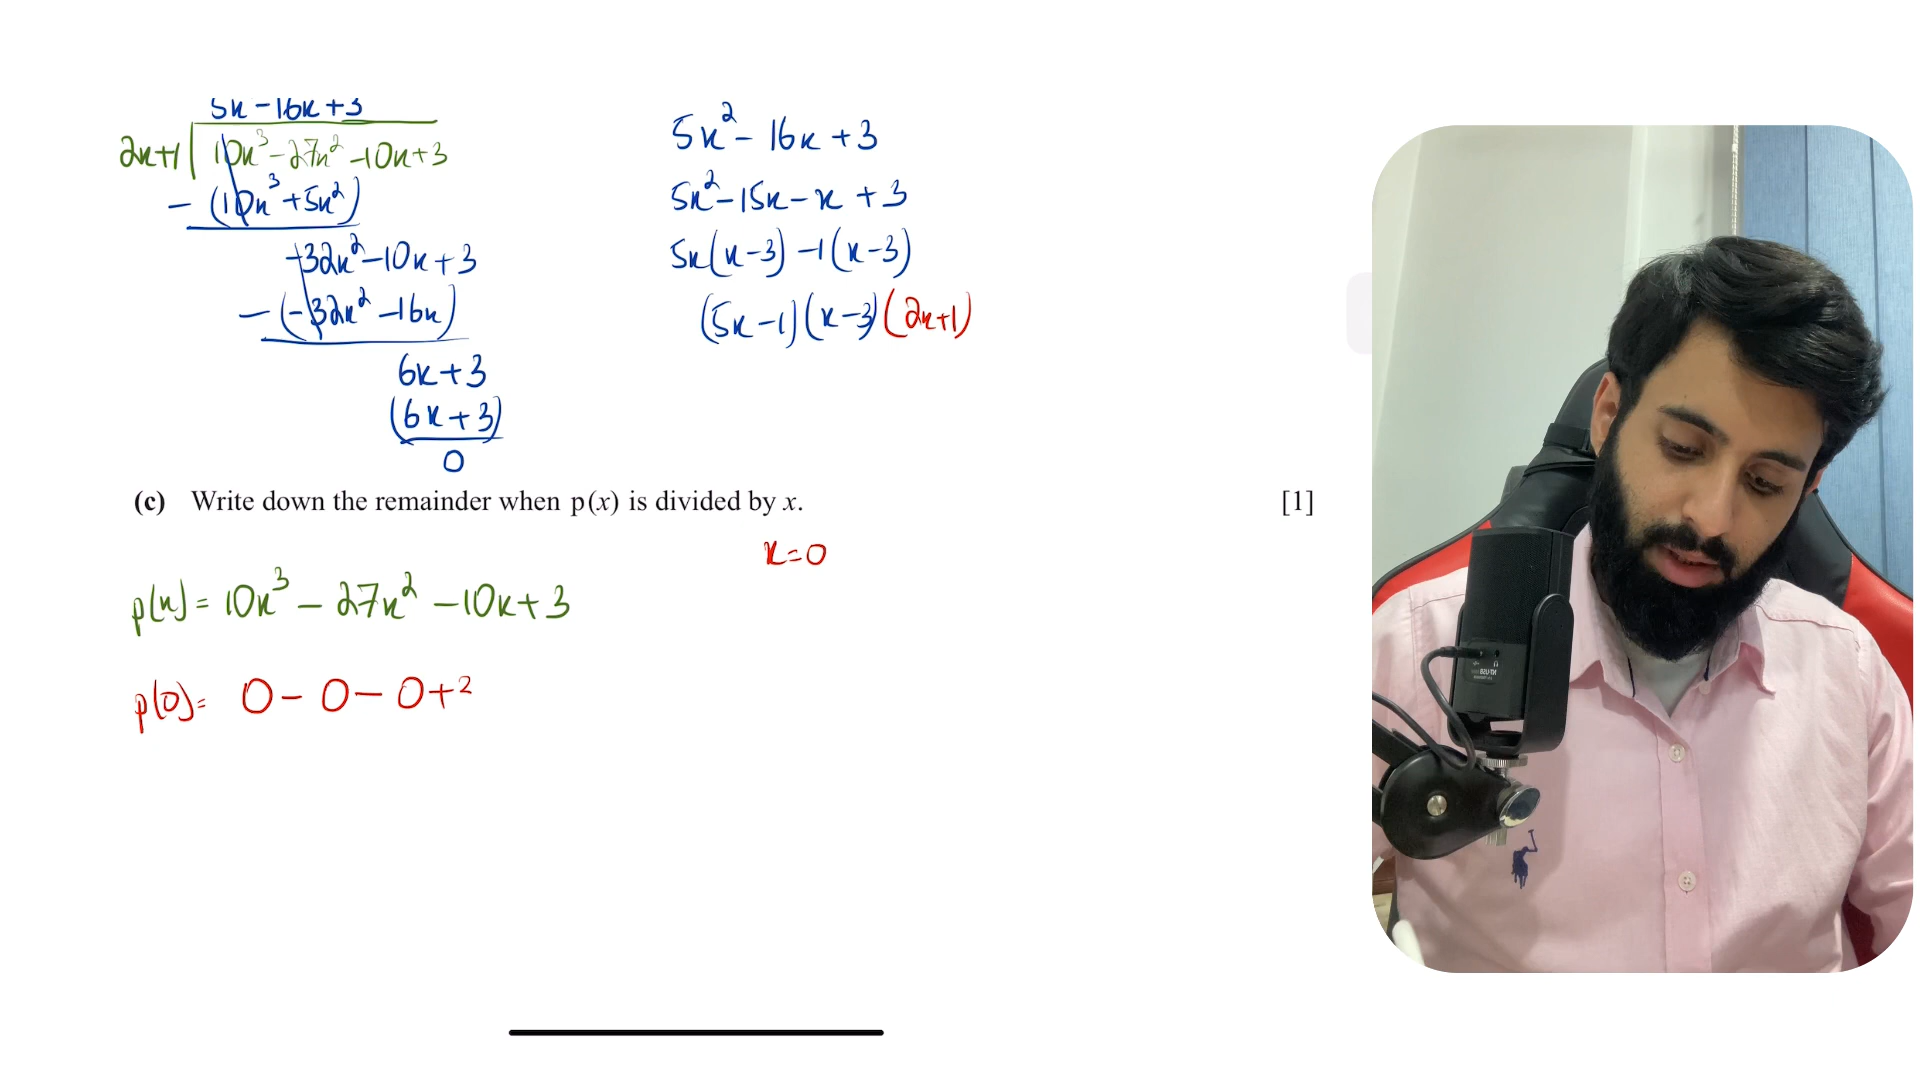 5x - 16x + 3
2x+1 | 10x³ - 27x² - 10x + 3
- (10x³ + 5x²)
-32x² - 10x + 3
- (-32x² - 16x)
6x + 3
(6x + 3)
0
5x² - 16x + 3
5x² - 15x - x + 3
5x(x - 3) - 1(x - 3)
(5x - 1)(x - 3)(2x+1)
(c) Write down the remainder when p(x) is divided by x. [1]
x=0
p(x) = 10x³ - 27x² - 10x + 3
p(0) = 0 - 0 - 0 +